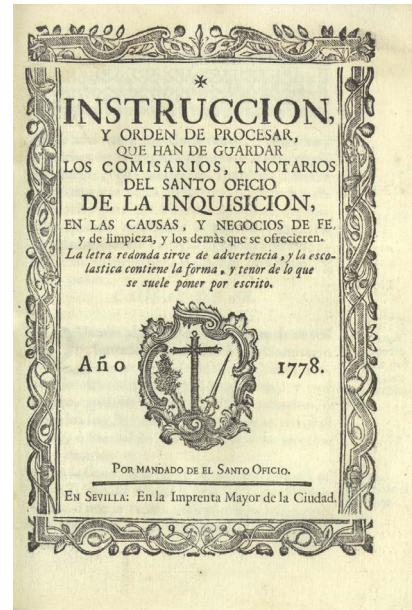 INSTRUCCION,
Y ORDEN DE PROCESAR,
QUE HAN DE GUARDAR
LOS COMISARIOS, Y NOTARIOS
DEL SANTO OFICIO
DE LA INQUISICION,
EN LAS CAUSAS, Y NEGOCIOS DE FE,
y de limpieza, y los demàs que se ofrecieren.
La letra redonda sirve de advertencia, y la esco-
lastica contiene la forma, y tenor de lo que
se suele poner por escrito.
Año 1778.
POR MANDADO DE EL SANTO OFICIO.
EN SEVILLA: En la Imprenta Mayor de la Ciudad.